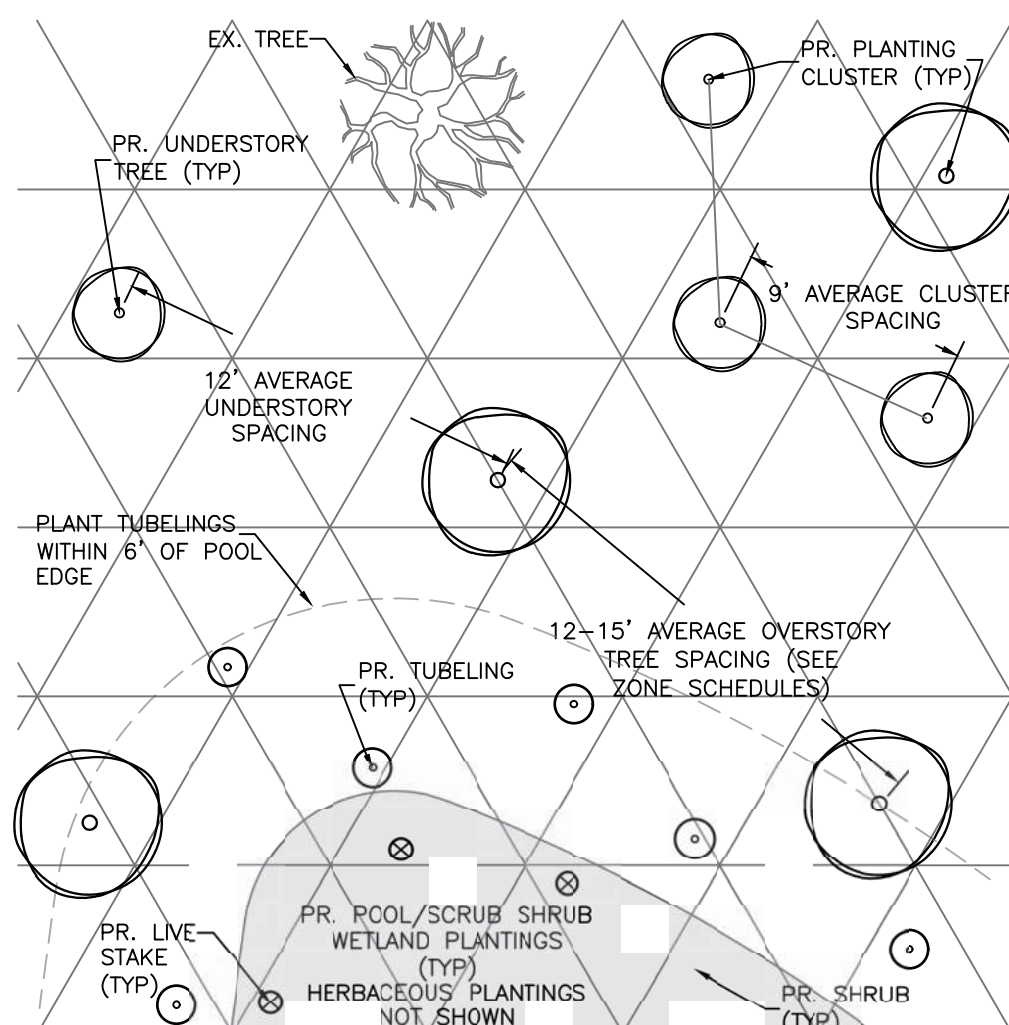 EX. TREE
PR. PLANTING
CLUSTER (TYP)
PR. UNDERSTORY
TREE (TYP)
9' AVERAGE CLUSTER
SPACING
12' AVERAGE
UNDERSTORY
SPACING
PLANT TUBELINGS
WITHIN 6' OF POOL
EDGE
12-15' AVERAGE OVERSTORY
TREE SPACING (SEE
ZONE SCHEDULES)
PR. TUBELING
(TYP)
PR. POOL/SCRUB SHRUB
WETLAND PLANTINGS
(TYP)
HERBACEOUS PLANTINGS
NOT SHOWN
PR. LIVE
STAKE
(TYP)
PR. SHRUB
(TYP)